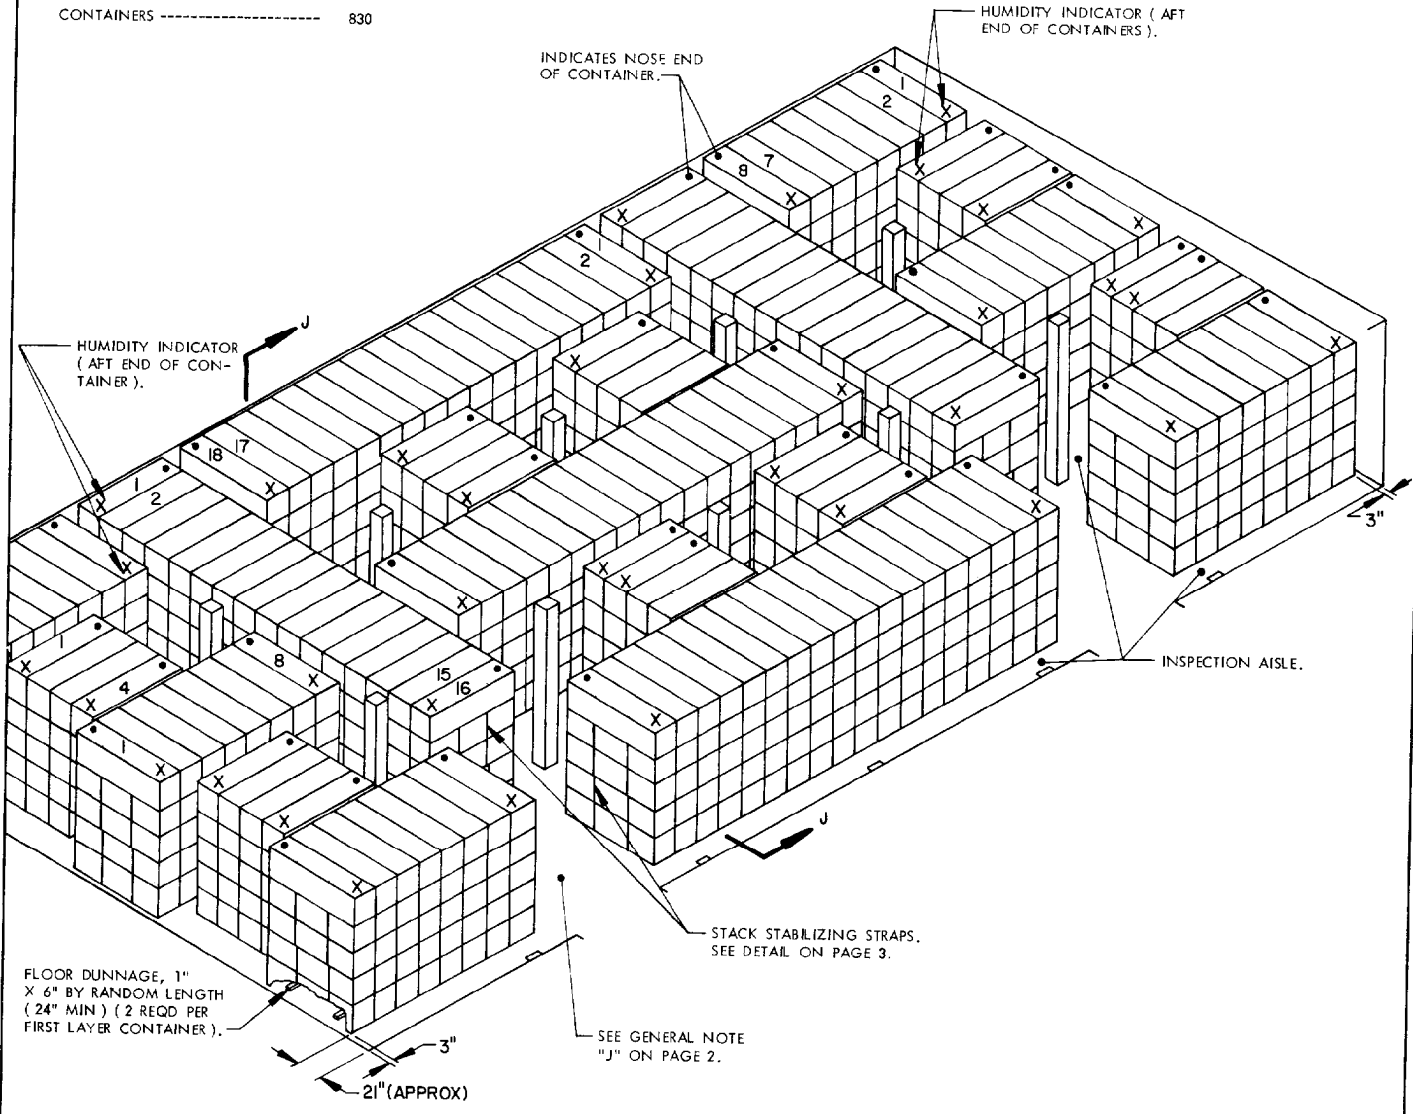 CONTAINERS -------------------- 830
HUMIDITY INDICATOR ( AFT
END OF CONTAINERS ).
INDICATES NOSE END
OF CONTAINER.
1
2
7
8
X
X
X
X
X
1
2
X
X
X
X
X
X
J
HUMIDITY INDICATOR
( AFT END OF CON-
TAINER ).
X
X
X
X
X
17
18
X
X
X
X
X
X
3"
1
2
X
X
X
X
X
X
X
INSPECTION AISLE.
1
8
X
X
X
15
16
X
X
4
X
1
X
J
X
X
X
X
STACK STABILIZING STRAPS.
SEE DETAIL ON PAGE 3.
FLOOR DUNNAGE, 1"
X 6" BY RANDOM LENGTH
( 24" MIN ) ( 2 REQD PER
FIRST LAYER CONTAINER ).
SEE GENERAL NOTE
"J" ON PAGE 2.
3"
21" (APPROX)